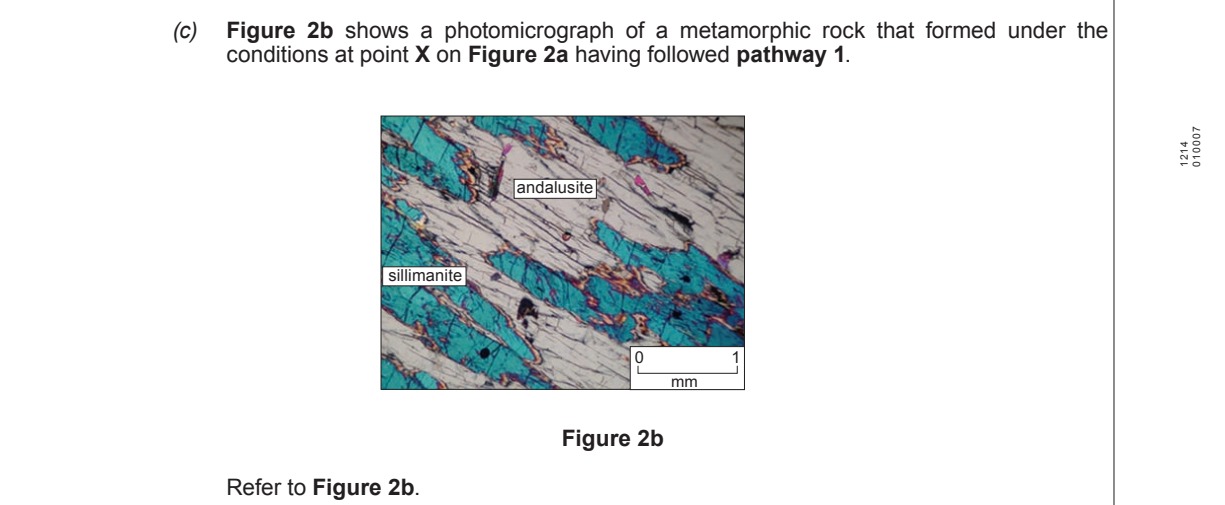 (c) Figure 2b shows a photomicrograph of a metamorphic rock that formed under the
conditions at point X on Figure 2a having followed pathway 1.
1214
010007
andalusite
sillimanite
0 1
mm
Figure 2b
Refer to Figure 2b.